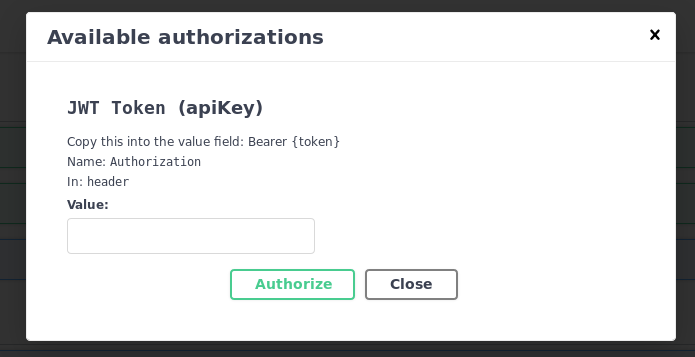 Available authorizations
×
JWT Token (apiKey)
Copy this into the value field: Bearer {token}
Name: Authorization
In: header
Value:
Authorize
Close